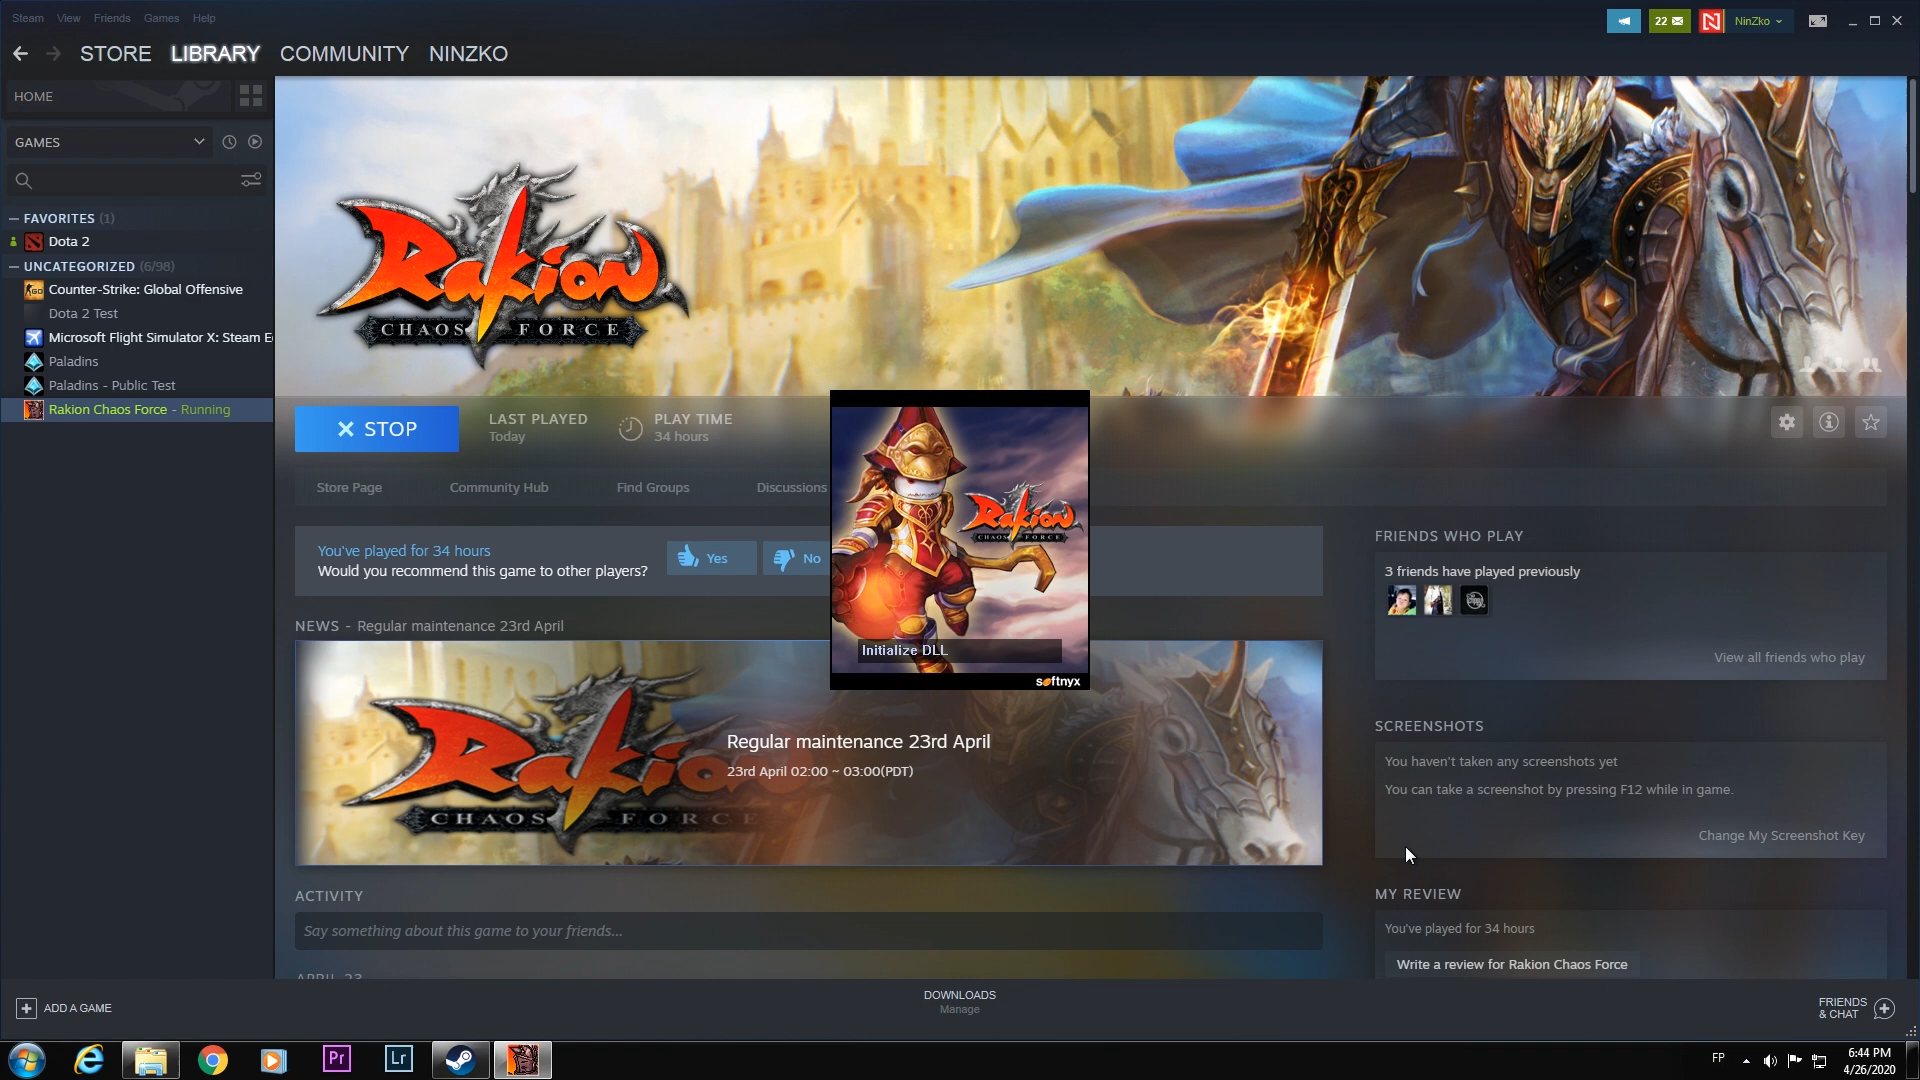 Steam View Friends Games Help
22
NinZko
STORE LIBRARY COMMUNITY NINZKO
HOME
GAMES
FAVORITES (1)
Dota 2
UNCATEGORIZED (6/98)
Counter-Strike: Global Offensive
Dota 2 Test
Microsoft Flight Simulator X: Steam E
Paladins
Paladins - Public Test
Rakion Chaos Force - Running
Rakion
CHAOS FORCE
STOP
LAST PLAYED
Today
PLAY TIME
34 hours
Store Page
Community Hub
Find Groups
Discussions
You've played for 34 hours
Would you recommend this game to other players?
Yes
No
Rakion
CHAOS FORCE
Initialize DLL
softnyx
NEWS - Regular maintenance 23rd April
Rakion
CHAOS FORCE
Regular maintenance 23rd April
23rd April 02:00 ~ 03:00(PDT)
ACTIVITY
Say something about this game to your friends...
APRIL 23
FRIENDS WHO PLAY
3 friends have played previously
View all friends who play
SCREENSHOTS
You haven't taken any screenshots yet
You can take a screenshot by pressing F12 while in game.
Change My Screenshot Key
MY REVIEW
You've played for 34 hours
Write a review for Rakion Chaos Force
ADD A GAME
DOWNLOADS
Manage
FRIENDS
& CHAT
Pr
Lr
FP
6:44 PM
4/26/2020